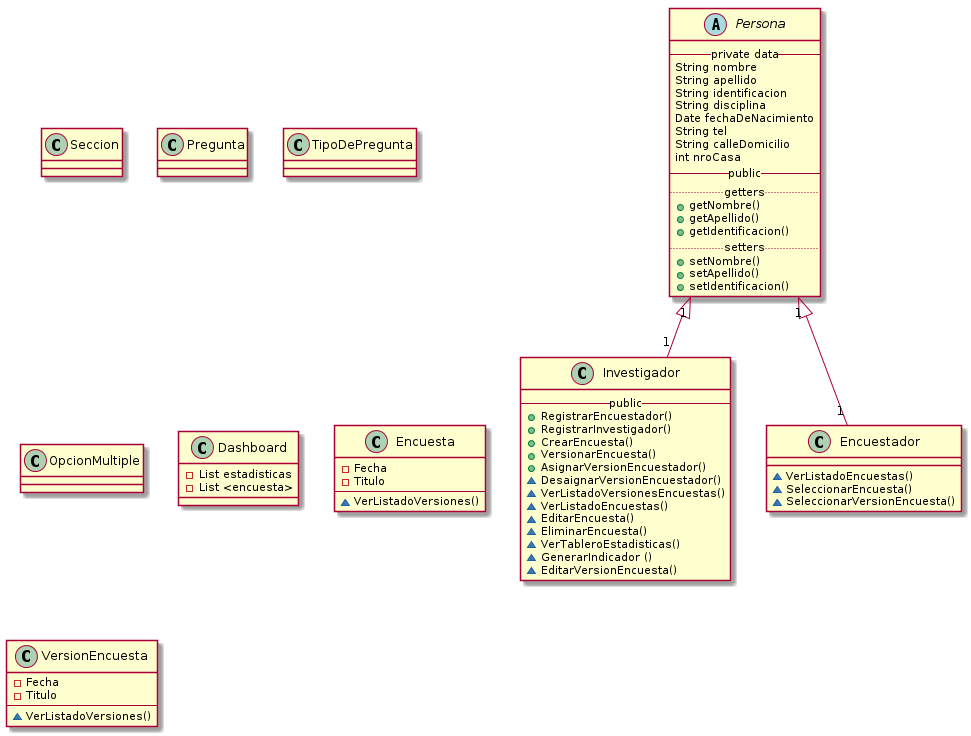 A Persona
private data
String nombre
String apellido
String identificacion
String disciplina
Date fechaDeNacimiento
String tel
String calleDomicilio
int nroCasa
public
getters
getNombre()
getApellido()
getIdentificacion()
setters
setNombre()
setApellido()
setIdentificacion()
C Seccion
C Pregunta
C TipoDePregunta
1
1
1
1
C OpcionMultiple
C Dashboard
List estadisticas
List <encuesta>
C Encuesta
Fecha
Titulo
VerListadoVersiones()
C Investigador
public
RegistrarEncuestador()
RegistrarInvestigador()
CrearEncuesta()
VersionarEncuesta()
AsignarVersionEncuestador()
DesaignarVersionEncuestador()
VerListadoVersionesEncuestas()
VerListadoEncuestas()
EditarEncuesta()
EliminarEncuesta()
VerTableroEstadisticas()
GenerarIndicador ()
EditarVersionEncuesta()
C Encuestador
VerListadoEncuestas()
SeleccionarEncuesta()
SeleccionarVersionEncuesta()
C VersionEncuesta
Fecha
Titulo
VerListadoVersiones()